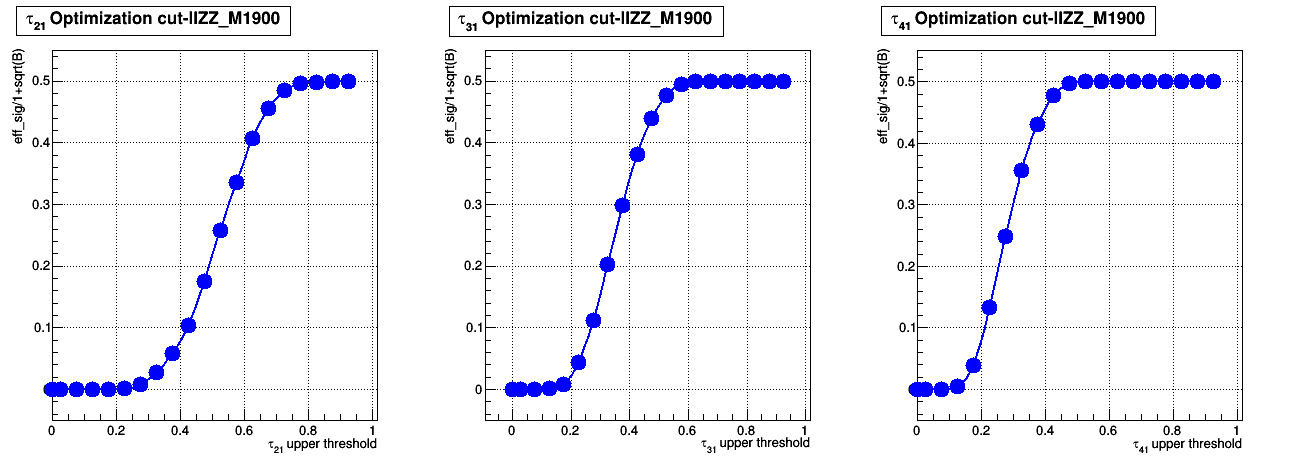 τ21 Optimization cut-llZZ_M1900
eff_sig/1+sqrt(B)
0.5
0.4
0.3
0.2
0.1
0 0.2 0.4 0.6 0.8 1
τ21 upper threshold
τ31 Optimization cut-llZZ_M1900
eff_sig/1+sqrt(B)
0.5
0.4
0.3
0.2
0.1
0
0 0.2 0.4 0.6 0.8 1
τ31 upper threshold
τ41 Optimization cut-llZZ_M1900
eff_sig/1+sqrt(B)
0.5
0.4
0.3
0.2
0.1
0 0.2 0.4 0.6 0.8 1
τ41 upper threshold